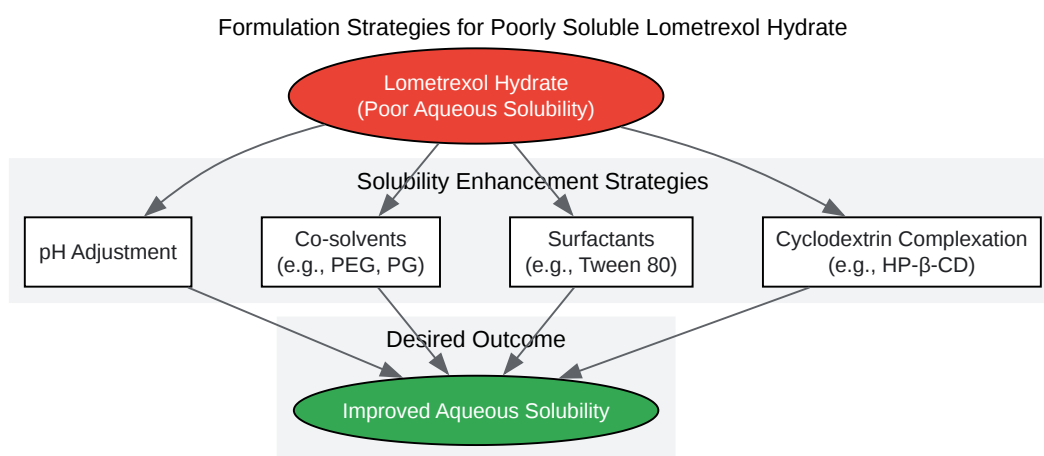 Formulation Strategies for Poorly Soluble Lometrexol Hydrate
Lometrexol Hydrate
(Poor Aqueous Solubility)
Solubility Enhancement Strategies
pH Adjustment
Co-solvents
(e.g., PEG, PG)
Surfactants
(e.g., Tween 80)
Cyclodextrin Complexation
(e.g., HP-β-CD)
Desired Outcome
Improved Aqueous Solubility